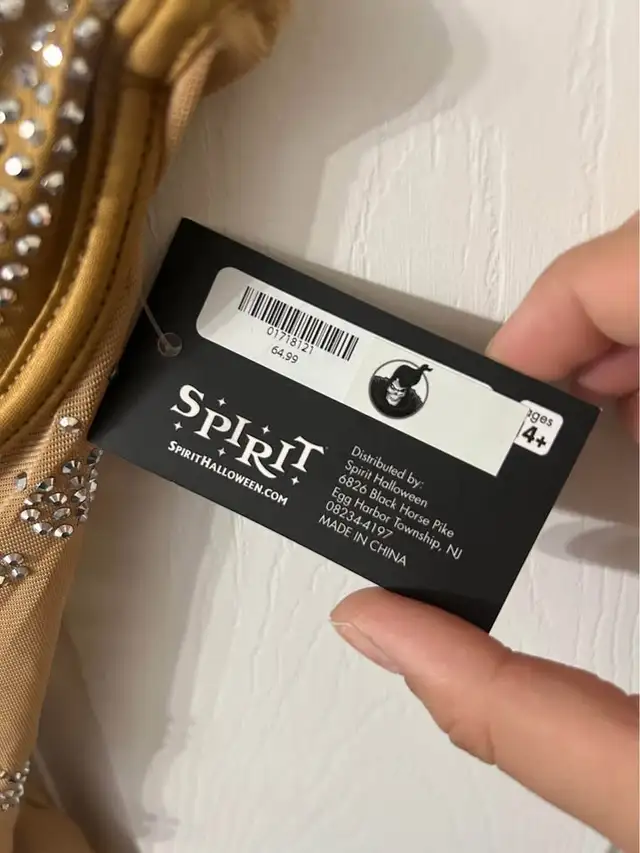 01718121
64.99
ages
4+
SPIRIT
SPIRITHALLOWEEN.COM
Distributed by:
Spirit Halloween
6826 Black Horse Pike
Egg Harbor Township, NJ
08234-4197
MADE IN CHINA